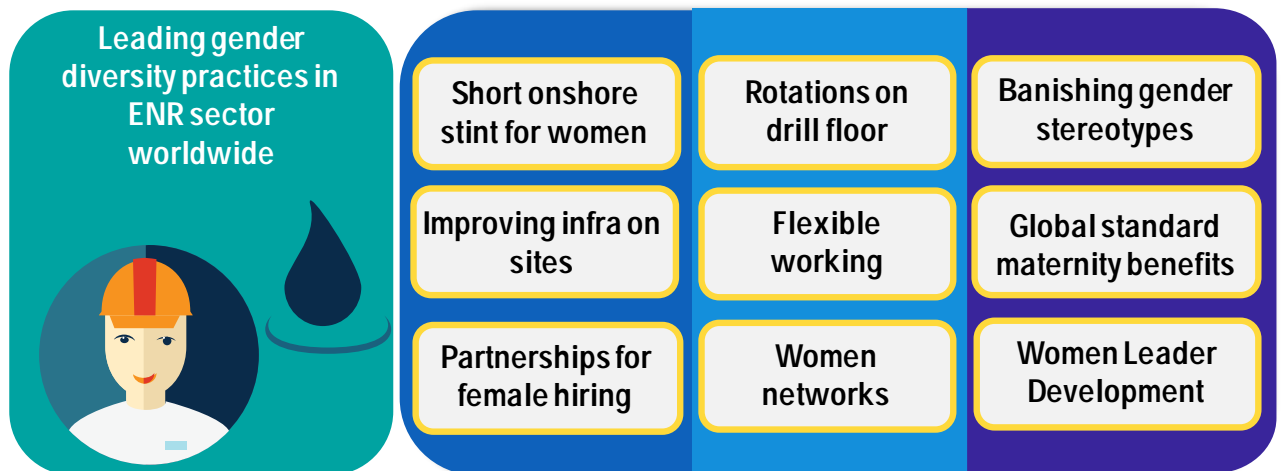 Leading gender
diversity practices in
ENR sector
worldwide
Short onshore
stint for women
Rotations on
drill floor
Banishing gender
stereotypes
Improving infra on
sites
Flexible
working
Global standard
maternity benefits
Partnerships for
female hiring
Women
networks
Women Leader
Development